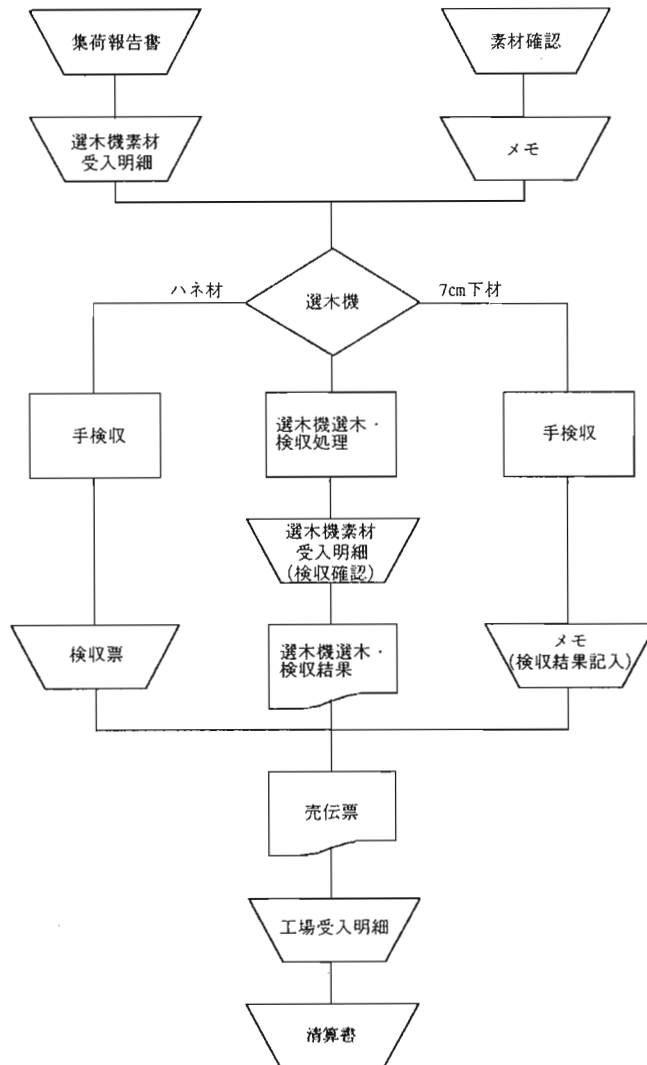 集荷報告書
素材確認
選木機素材
受入明細
メモ
選木機
ハネ材
7cm下材
手検収
選木機選木・
検収処理
手検収
選木機素材
受入明細
(検収確認)
検収票
選木機選木・
検収結果
メモ
(検収結果記入)
売伝票
工場受入明細
清算書